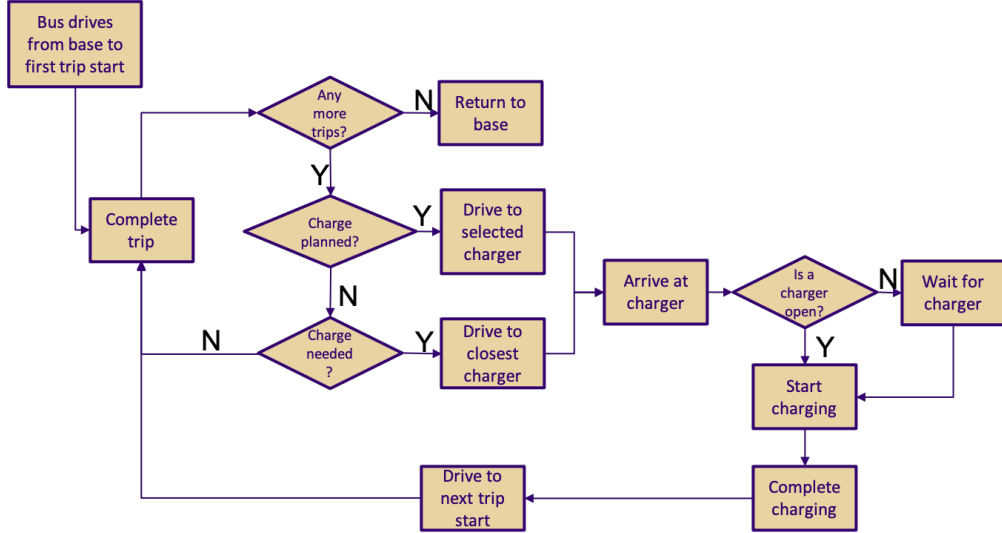 Bus drives
from base to
first trip start
Any
more
trips?
N
Return to
base
Y
Complete
trip
Charge
planned?
Y
Drive to
selected
charger
N
Arrive at
charger
Is a
charger
open?
N
Wait for
charger
Y
Charge
needed
?
N
Y
Drive to
closest
charger
Start
charging
Drive to
next trip
start
Complete
charging